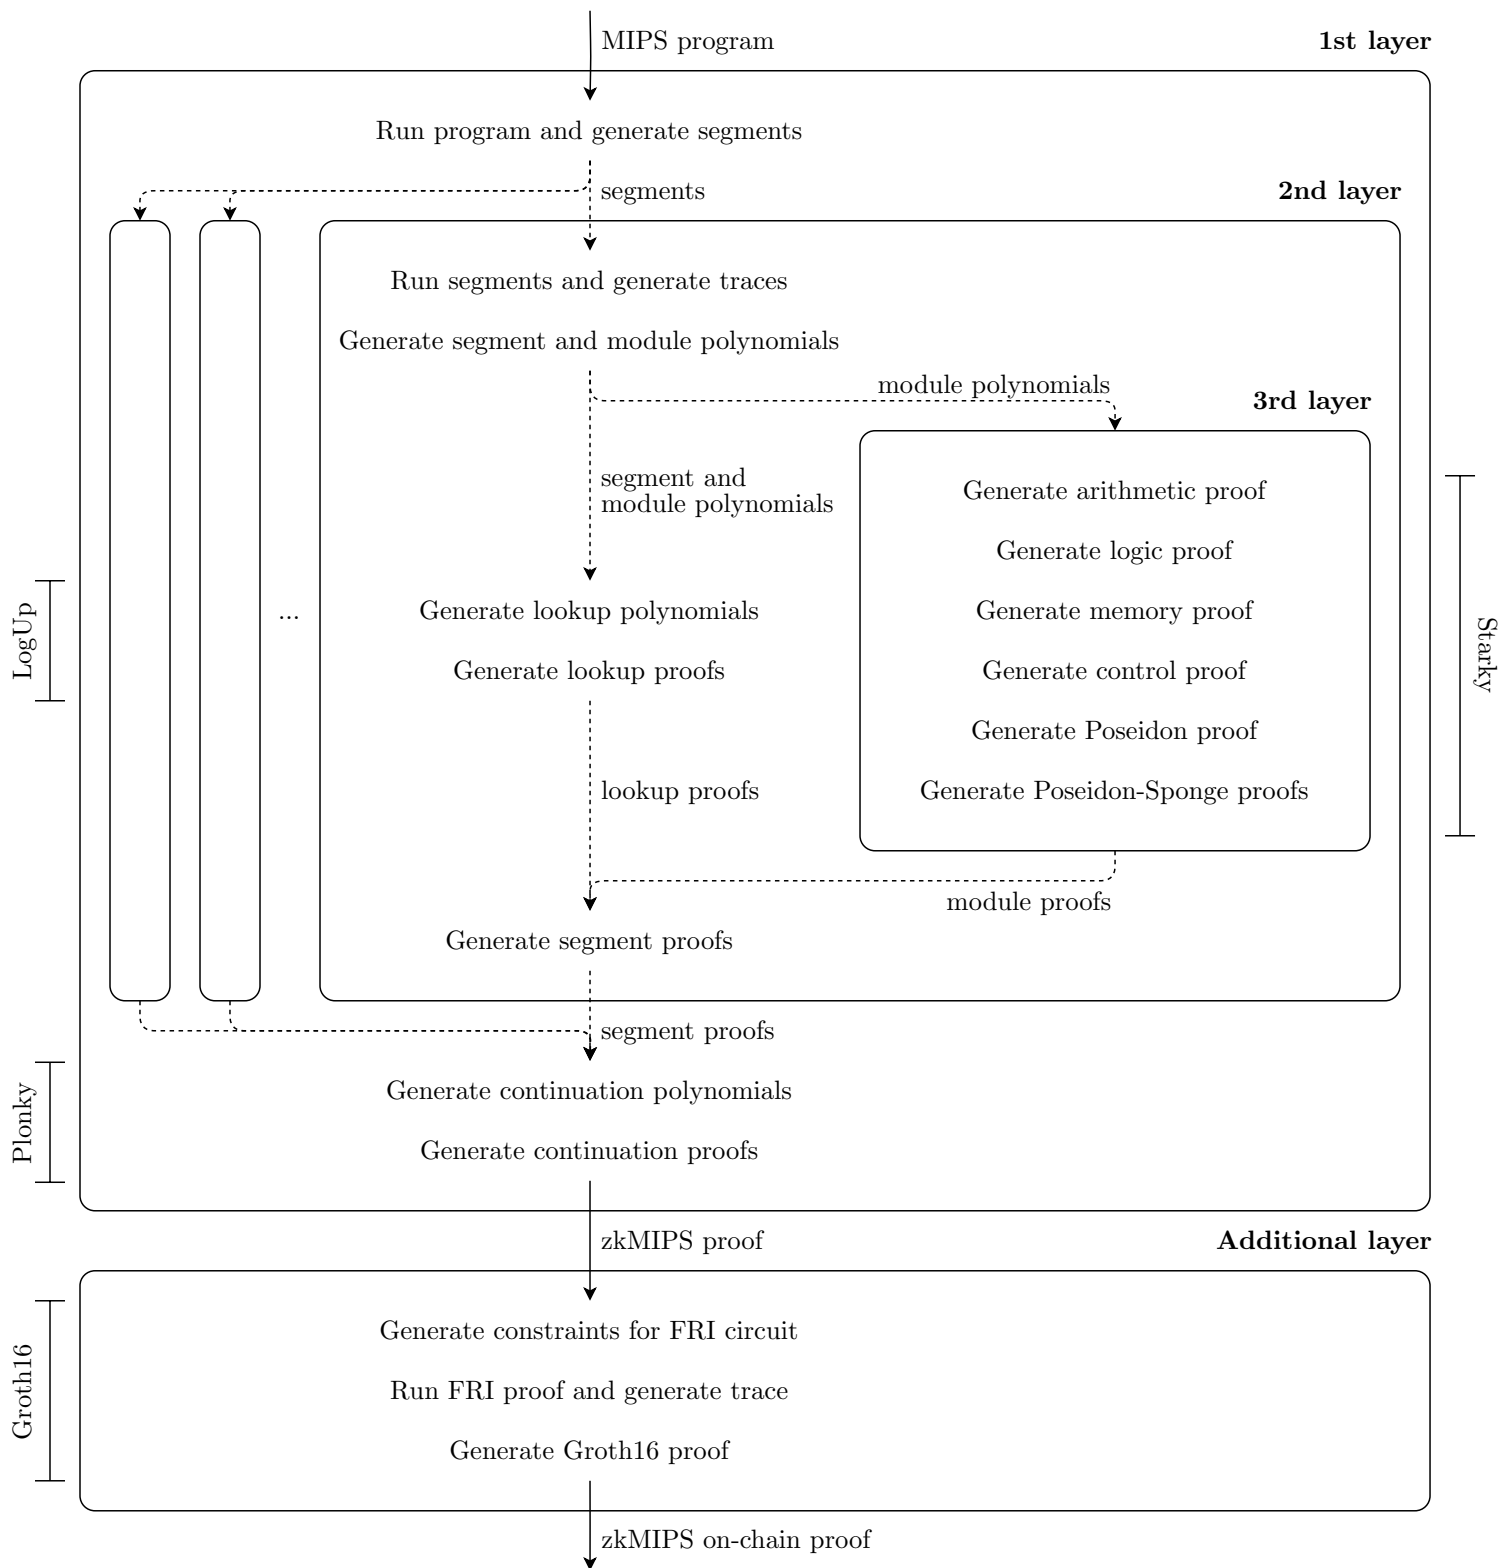 MIPS program
1st layer
Run program and generate segments
segments
2nd layer
Run segments and generate traces
Generate segment and module polynomials
module polynomials
3rd layer
segment and
module polynomials
Generate arithmetic proof
Generate logic proof
LogUp
...
Generate lookup polynomials
Generate memory proof
Starky
Generate lookup proofs
Generate control proof
Generate Poseidon proof
lookup proofs
Generate Poseidon-Sponge proofs
module proofs
Generate segment proofs
segment proofs
Plonky
Generate continuation polynomials
Generate continuation proofs
zkMIPS proof
Additional layer
Groth16
Generate constraints for FRI circuit
Run FRI proof and generate trace
Generate Groth16 proof
zkMIPS on-chain proof